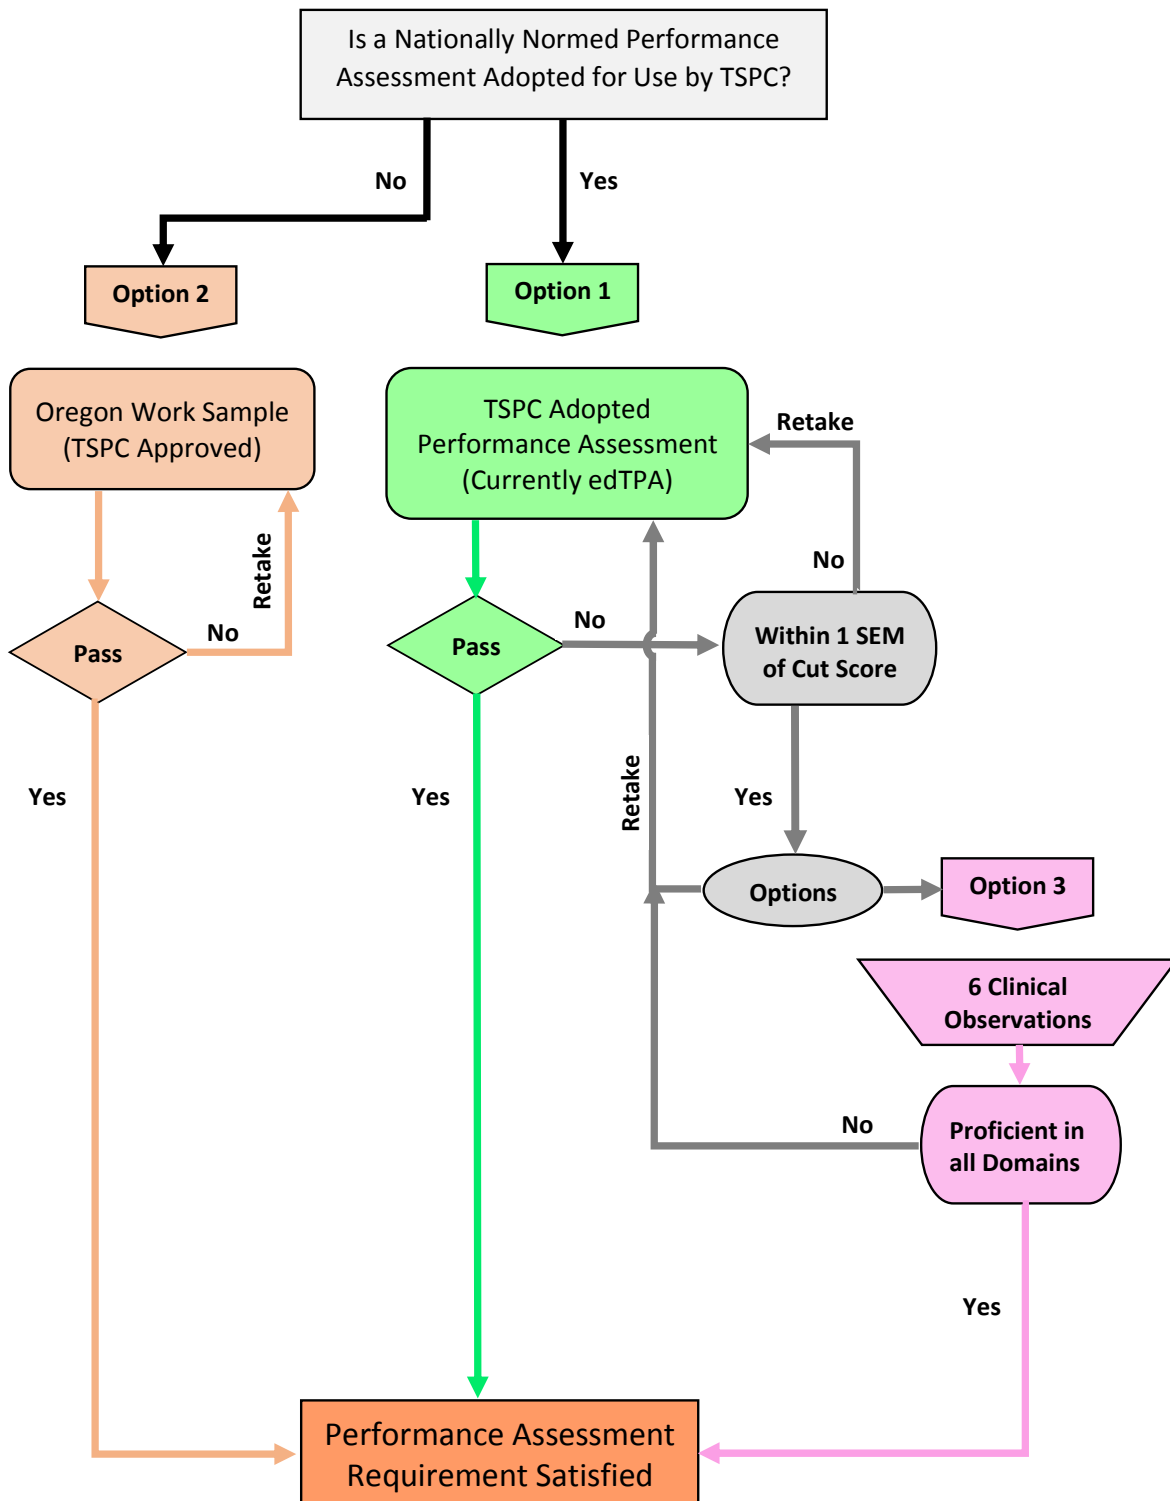 Is a Nationally Normed Performance
Assessment Adopted for Use by TSPC?
No
Yes
Option 2
Option 1
Oregon Work Sample
(TSPC Approved)
TSPC Adopted
Performance Assessment
(Currently edTPA)
Retake
Retake
No
Pass
No
Pass
No
Within 1 SEM
of Cut Score
Yes
Yes
Retake
Yes
Options
Option 3
6 Clinical
Observations
No
Proficient in
all Domains
Yes
Performance Assessment
Requirement Satisfied